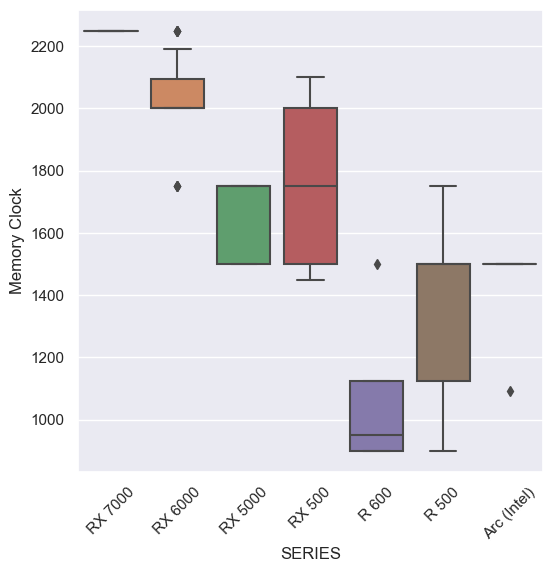 2200
2000
1800
1600
1400
1200
1000
Memory Clock
RX 7000
RX 6000
RX 5000
RX 500
R 600
R 500
Arc (Intel)
SERIES